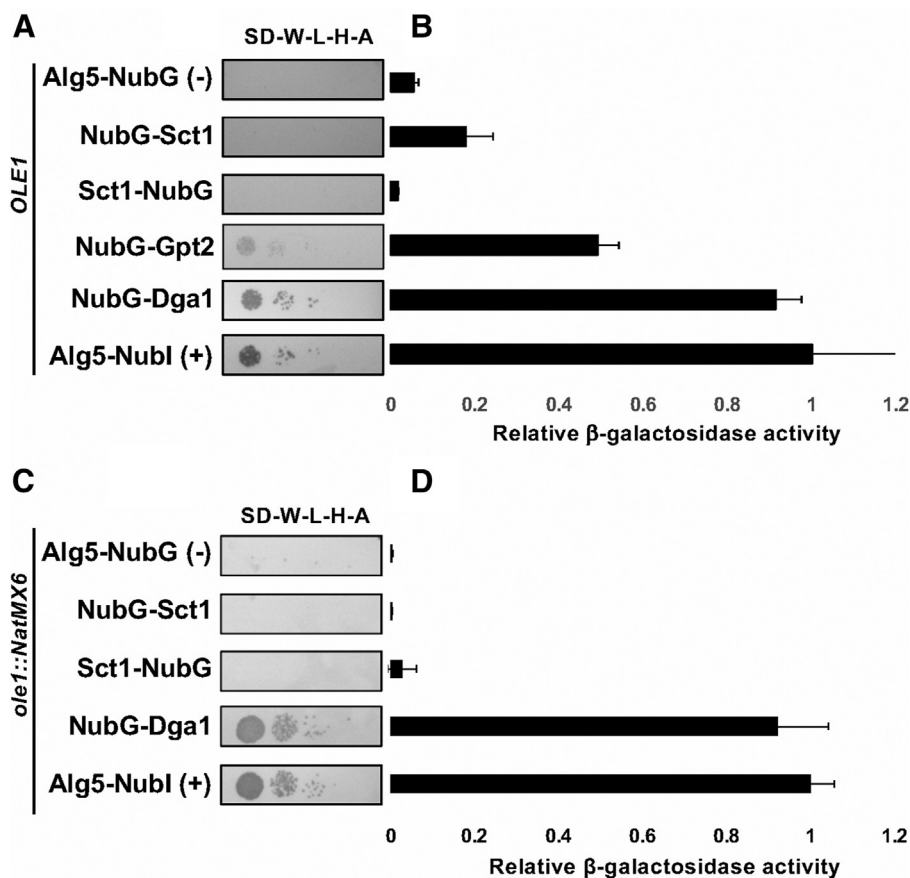 A
B
SD-W-L-H-A
OLE1
Alg5-NubG (-)
NubG-Sct1
Sct1-NubG
NubG-Gpt2
NubG-Dga1
Alg5-NubI (+)
0 0.2 0.4 0.6 0.8 1 1.2
Relative β-galactosidase activity
C
D
SD-W-L-H-A
ole1::NatMX6
Alg5-NubG (-)
NubG-Sct1
Sct1-NubG
NubG-Dga1
Alg5-NubI (+)
0 0.2 0.4 0.6 0.8 1 1.2
Relative β-galactosidase activity